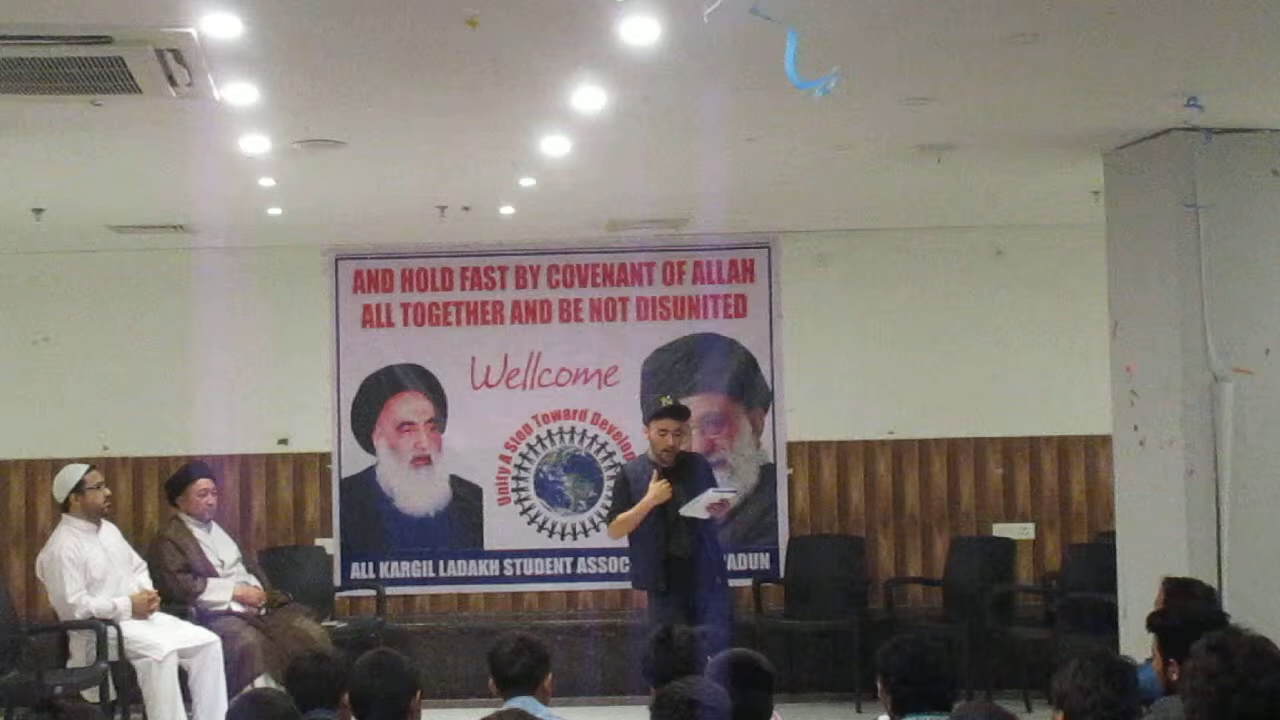 AND HOLD FAST BY COVENANT OF ALLAH
ALL TOGETHER AND BE NOT DISUNITED
Wellcome
Unity A Step Toward Develop
ALL KARGIL LADAKH STUDENT ASSOC ADUN